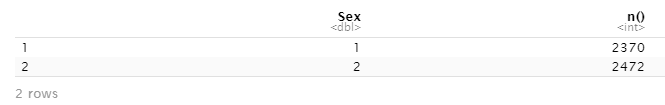 Sex n()
<dbl> <int>
1 1 2370
2 2 2472
2 rows